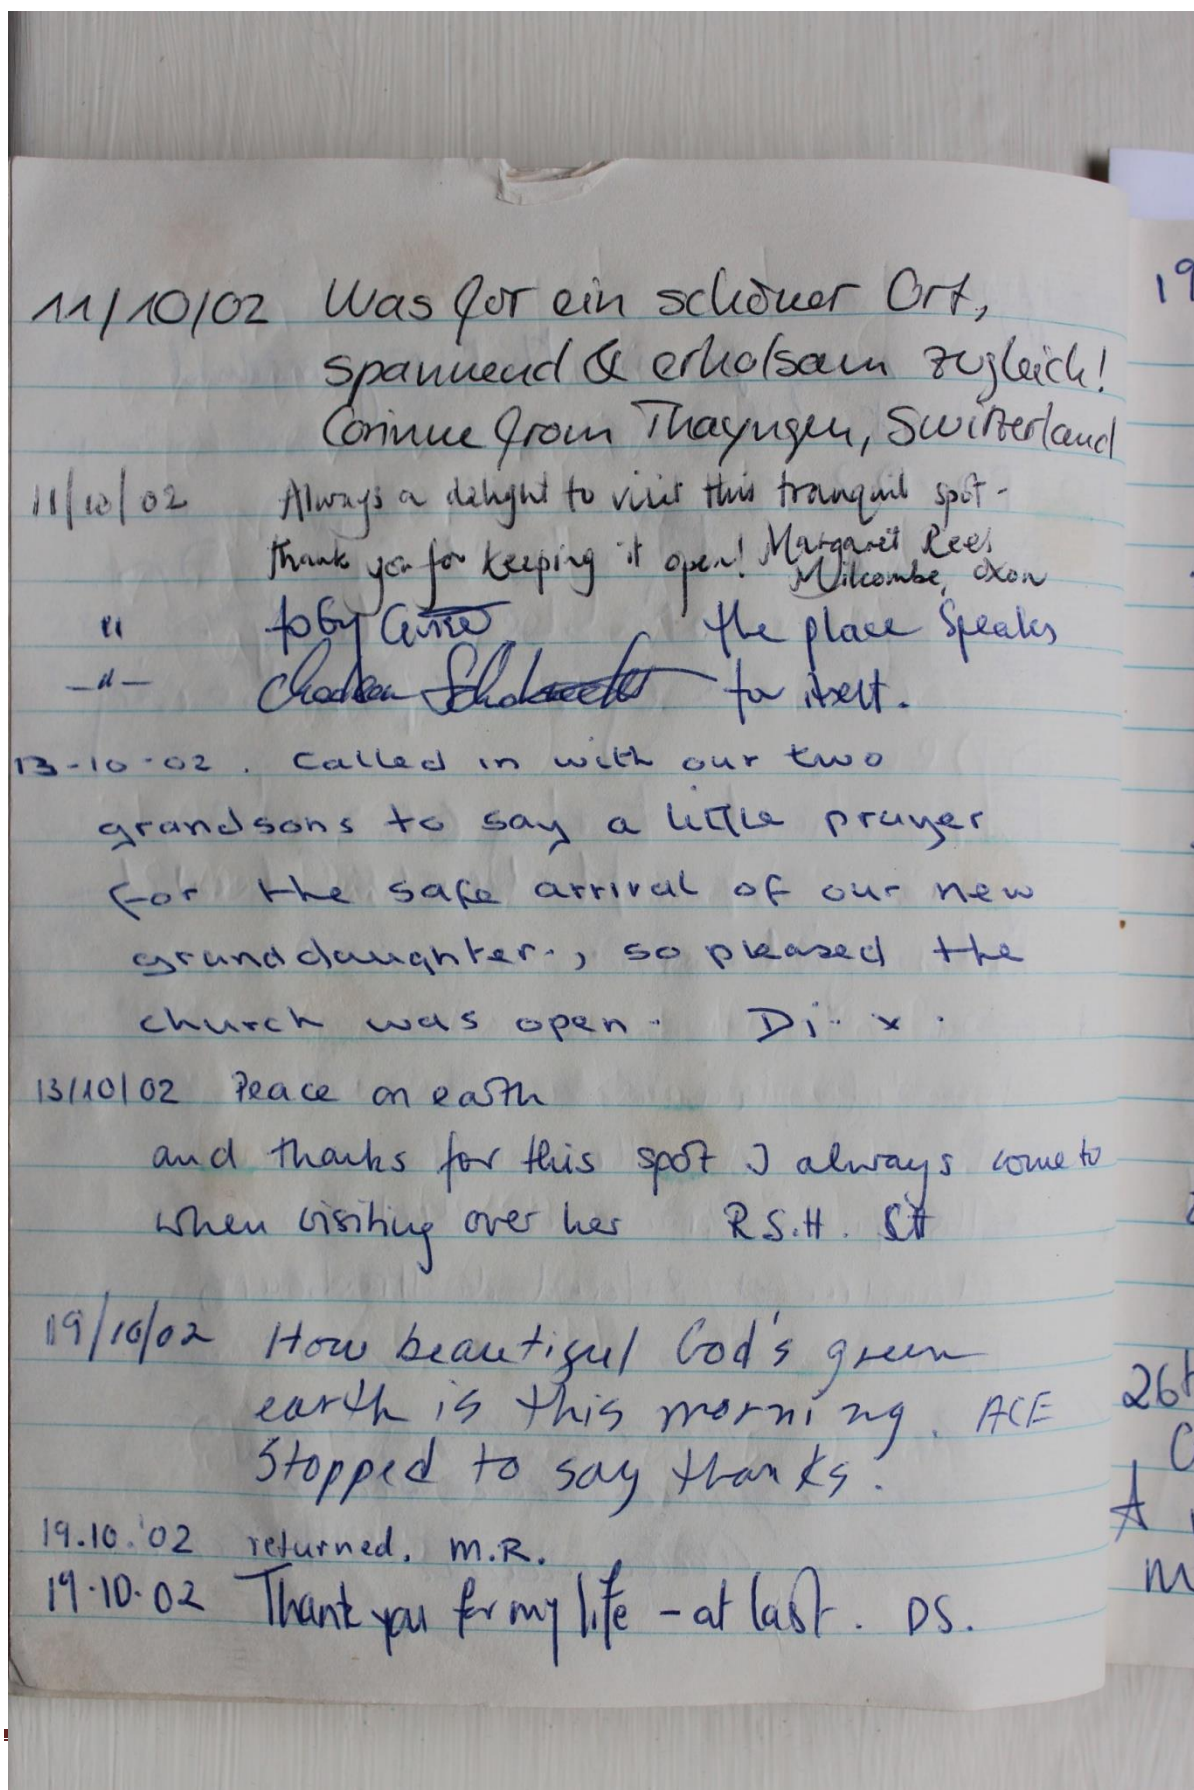 11/10/02 Was für ein schöner Ort,
spannend & erholsam zugleich!
Corinne from Thayngen, Switzerland
11/10/02 Always a delight to visit this tranquil spot -
thank you for keeping it open! Margaret Rees
Milcombe, Oxon
" toby the place Speaks
-"- for itself.
13-10-02. Called in with our two
grandsons to say a little prayer
for the safe arrival of our new
granddaughter., so pleased the
church was open. Di. x.
13/10/02 Peace on earth
and thanks for this spot I always come to
when visiting over her R.S.H.
19/10/02 How beautiful God's green
earth is this morning. ACE
Stopped to say thanks.
19.10.'02 returned. M.R.
19.10.02 Thank you for my life - at last. DS.
19
26
A
m